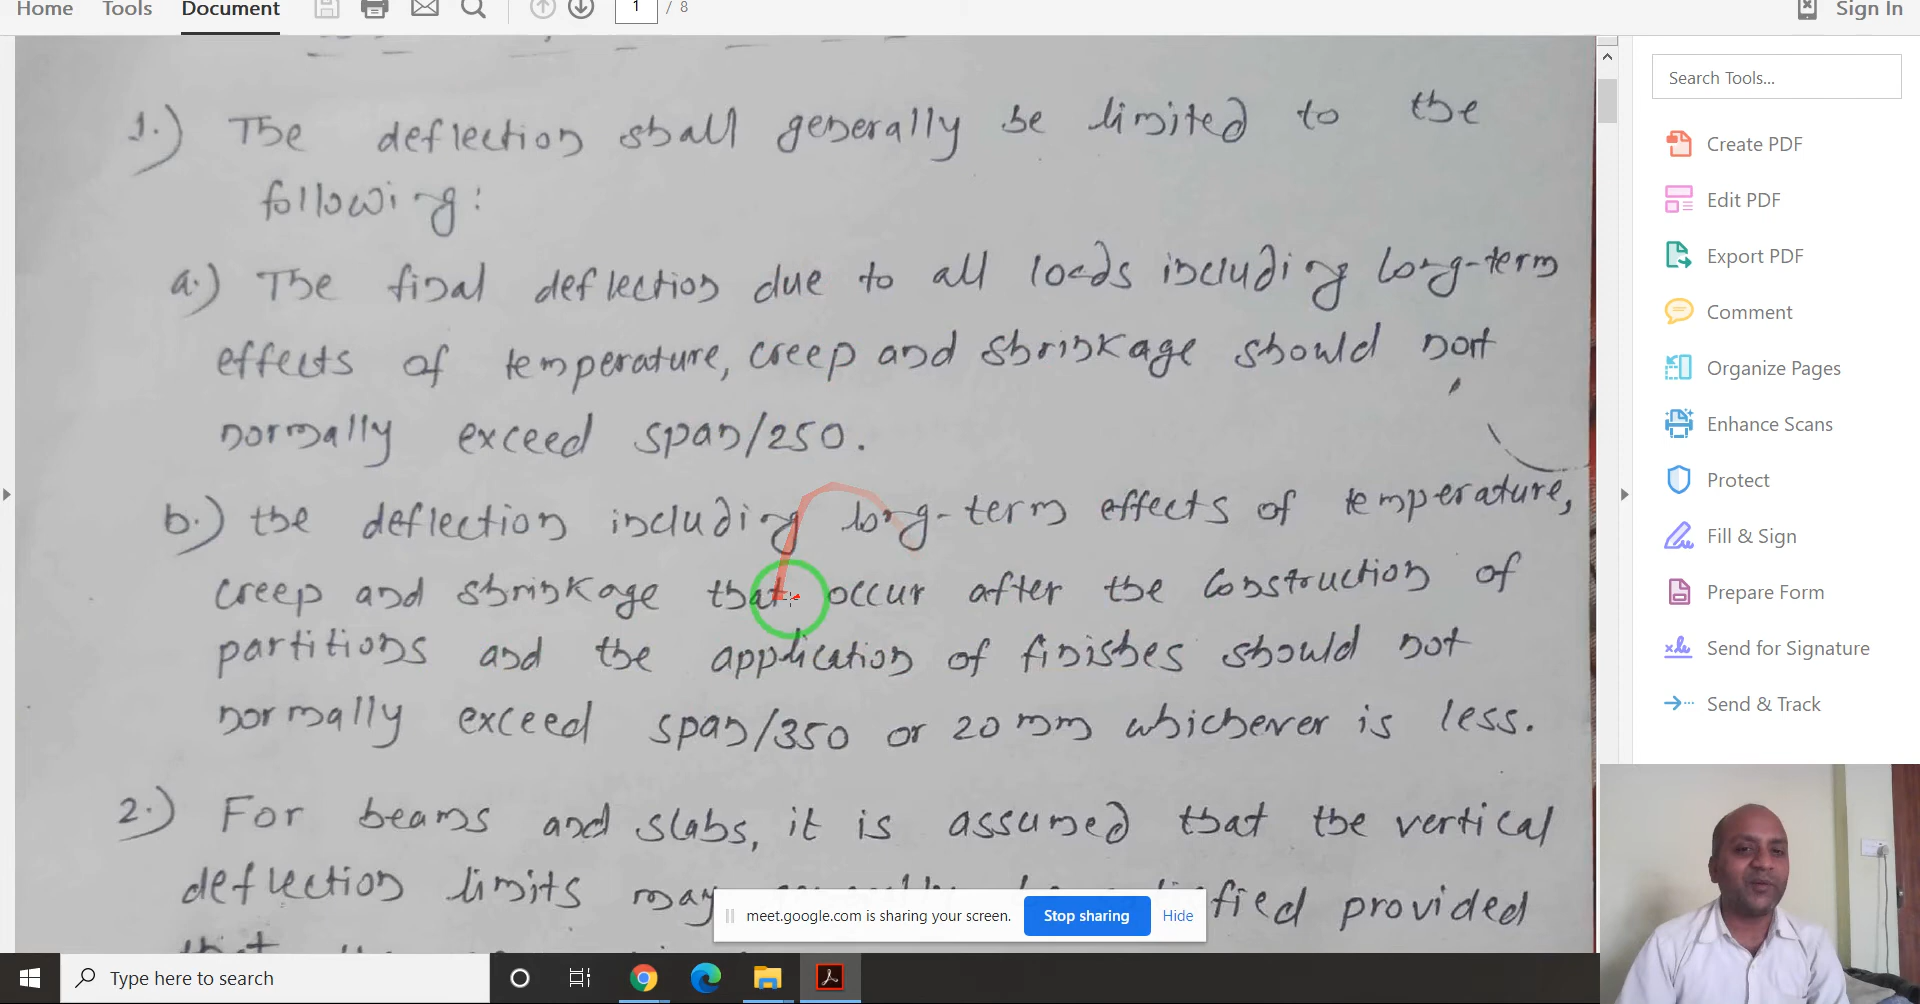 Home Tools Document 1 / 8 Sign In
1.) The deflection shall generally be limited to the
following:
a.) The final deflection due to all loads including long-term
effects of temperature, creep and shrinkage should not
normally exceed span/250.
b.) the deflection including long-term effects of temperature,
creep and shrinkage that occur after the construction of
partitions and the application of finishes should not
normally exceed span/350 or 20 mm whichever is less.
2.) For beams and slabs, it is assumed that the vertical
deflection limits may fied provided
Search Tools...
Create PDF
Edit PDF
Export PDF
Comment
Organize Pages
Enhance Scans
Protect
Fill & Sign
Prepare Form
Send for Signature
Send & Track
meet.google.com is sharing your screen. Stop sharing Hide
Type here to search